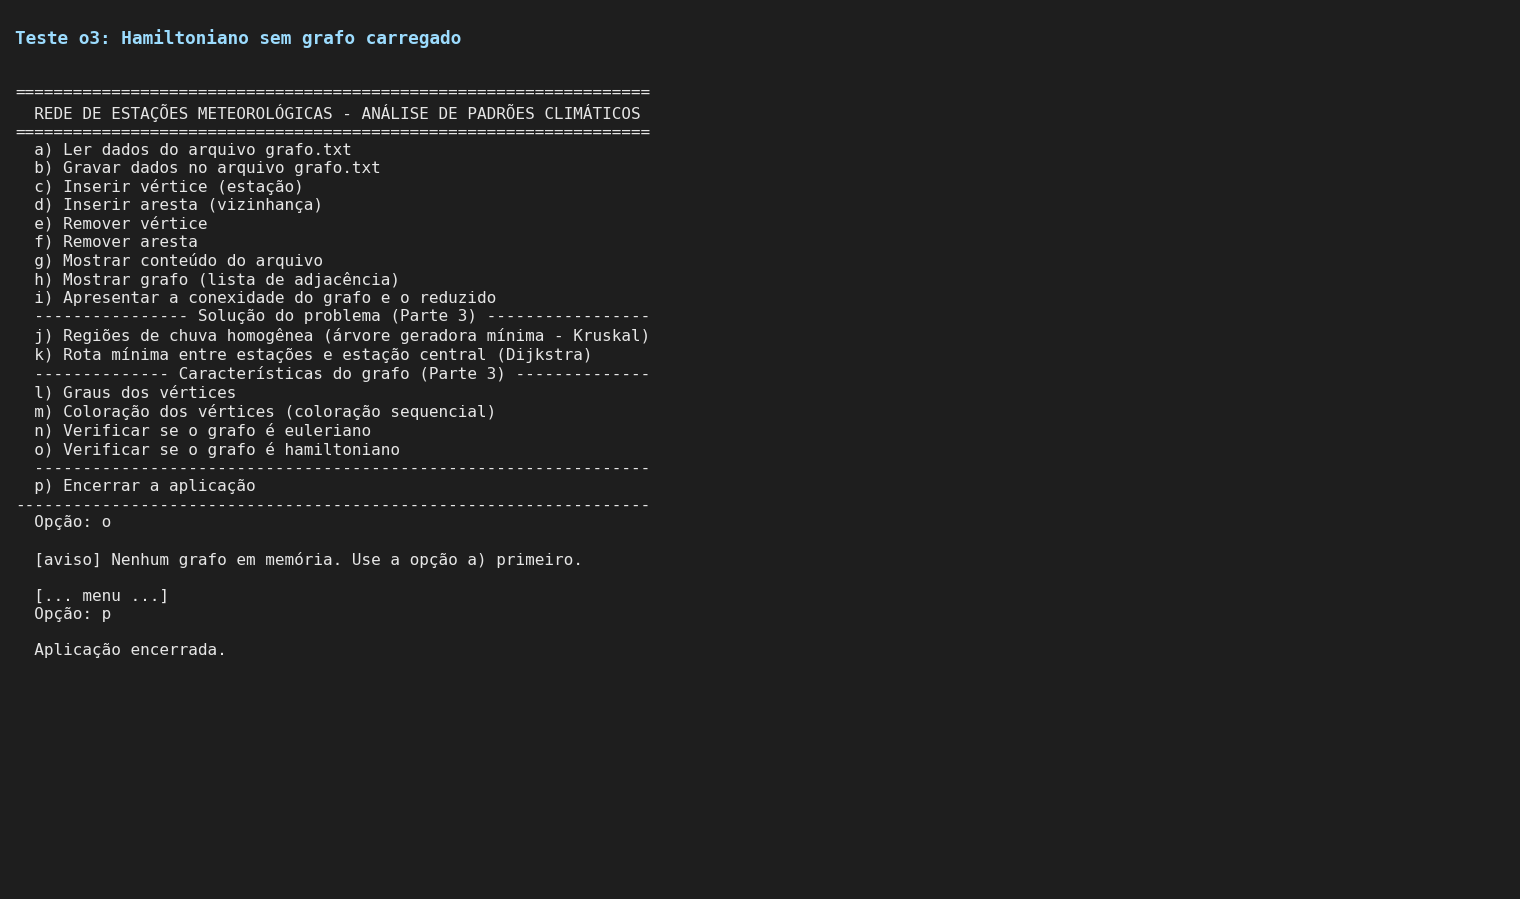 Teste o3: Hamiltoniano sem grafo carregado
==================================================================
  REDE DE ESTAÇÕES METEOROLÓGICAS - ANÁLISE DE PADRÕES CLIMÁTICOS
==================================================================
  a) Ler dados do arquivo grafo.txt
  b) Gravar dados no arquivo grafo.txt
  c) Inserir vértice (estação)
  d) Inserir aresta (vizinhança)
  e) Remover vértice
  f) Remover aresta
  g) Mostrar conteúdo do arquivo
  h) Mostrar grafo (lista de adjacência)
  i) Apresentar a conexidade do grafo e o reduzido
  ---------------- Solução do problema (Parte 3) -----------------
  j) Regiões de chuva homogênea (árvore geradora mínima - Kruskal)
  k) Rota mínima entre estações e estação central (Dijkstra)
  -------------- Características do grafo (Parte 3) --------------
  l) Graus dos vértices
  m) Coloração dos vértices (coloração sequencial)
  n) Verificar se o grafo é euleriano
  o) Verificar se o grafo é hamiltoniano
  ----------------------------------------------------------------
  p) Encerrar a aplicação
------------------------------------------------------------------
  Opção: o
  [aviso] Nenhum grafo em memória. Use a opção a) primeiro.
  [... menu ...]
  Opção: p
  Aplicação encerrada.